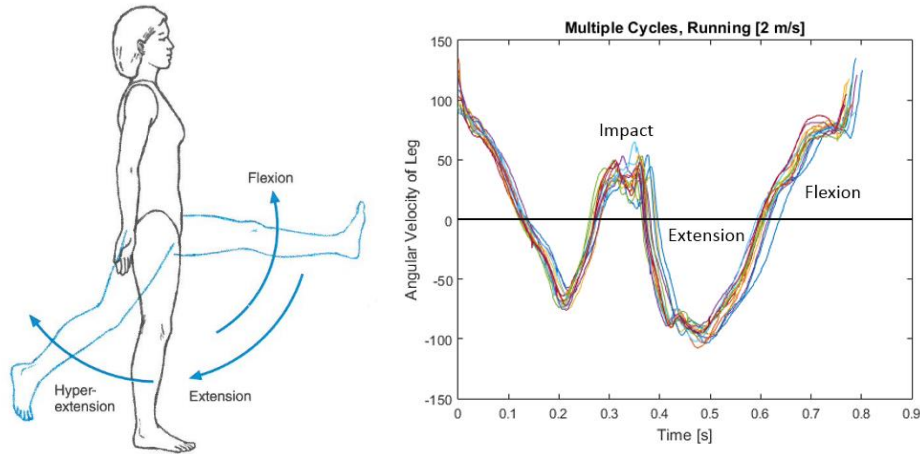 Flexion
Hyper-
extension
Extension
Multiple Cycles, Running [2 m/s]
Angular Velocity of Leg
150
100
50
0
-50
-100
-150
Impact
Extension
Flexion
0
0.1
0.2
0.3
0.4
0.5
0.6
0.7
0.8
0.9
Time [s]